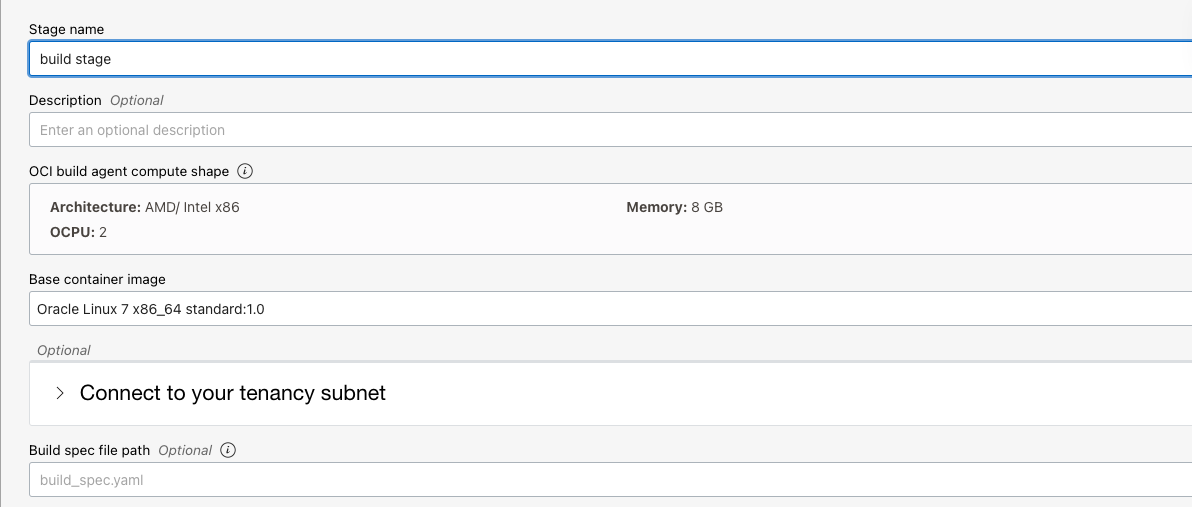 Stage name
build stage
Description Optional
Enter an optional description
OCI build agent compute shape
Architecture: AMD/ Intel x86 Memory: 8 GB
OCPU: 2
Base container image
Oracle Linux 7 x86_64 standard:1.0
Optional
Connect to your tenancy subnet
Build spec file path Optional
build_spec.yaml